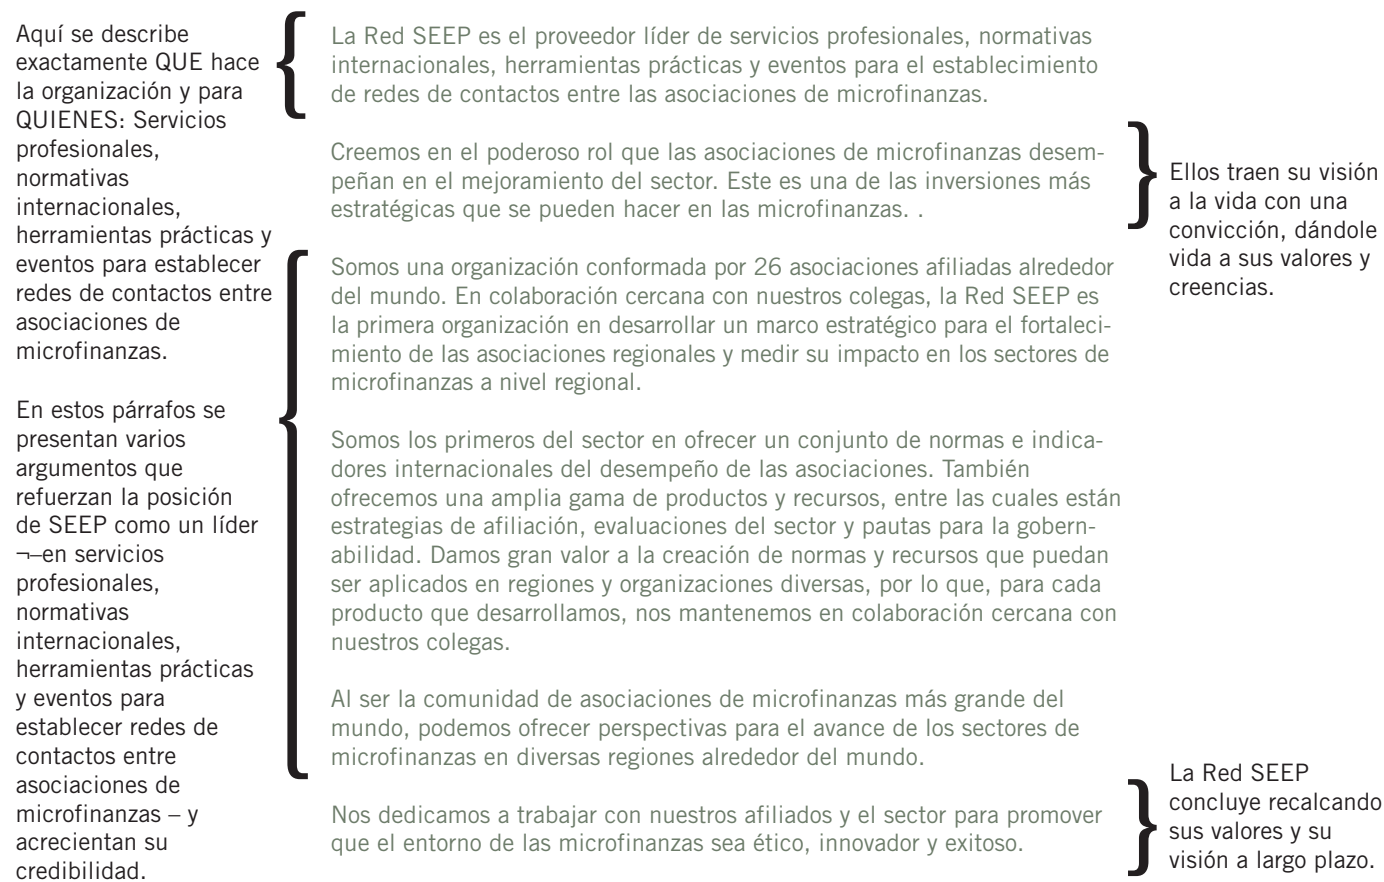 Aquí se describe
exactamente QUE hace
la organización y para
QUIENES: Servicios
profesionales,
normativas
internacionales,
herramientas prácticas y
eventos para establecer
redes de contactos entre
asociaciones de
microfinanzas.
En estos párrafos se
presentan varios
argumentos que
refuerzan la posición
de SEEP como un líder
¬–en servicios
profesionales,
normativas
internacionales,
herramientas prácticas
y eventos para
establecer redes de
contactos entre
asociaciones de
microfinanzas – y
acrecientan su
credibilidad.
La Red SEEP es el proveedor líder de servicios profesionales, normativas
internacionales, herramientas prácticas y eventos para el establecimiento
de redes de contactos entre las asociaciones de microfinanzas.
Creemos en el poderoso rol que las asociaciones de microfinanzas desem-
peñan en el mejoramiento del sector. Este es una de las inversiones más
estratégicas que se pueden hacer en las microfinanzas. .
Somos una organización conformada por 26 asociaciones afiliadas alrededor
del mundo. En colaboración cercana con nuestros colegas, la Red SEEP es
la primera organización en desarrollar un marco estratégico para el fortaleci-
miento de las asociaciones regionales y medir su impacto en los sectores de
microfinanzas a nivel regional.
Somos los primeros del sector en ofrecer un conjunto de normas e indica-
dores internacionales del desempeño de las asociaciones. También
ofrecemos una amplia gama de productos y recursos, entre las cuales están
estrategias de afiliación, evaluaciones del sector y pautas para la gobern-
abilidad. Damos gran valor a la creación de normas y recursos que puedan
ser aplicados en regiones y organizaciones diversas, por lo que, para cada
producto que desarrollamos, nos mantenemos en colaboración cercana con
nuestros colegas.
Al ser la comunidad de asociaciones de microfinanzas más grande del
mundo, podemos ofrecer perspectivas para el avance de los sectores de
microfinanzas en diversas regiones alrededor del mundo.
Nos dedicamos a trabajar con nuestros afiliados y el sector para promover
que el entorno de las microfinanzas sea ético, innovador y exitoso.
Ellos traen su visión
a la vida con una
convicción, dándole
vida a sus valores y
creencias.
La Red SEEP
concluye recalcando
sus valores y su
visión a largo plazo.